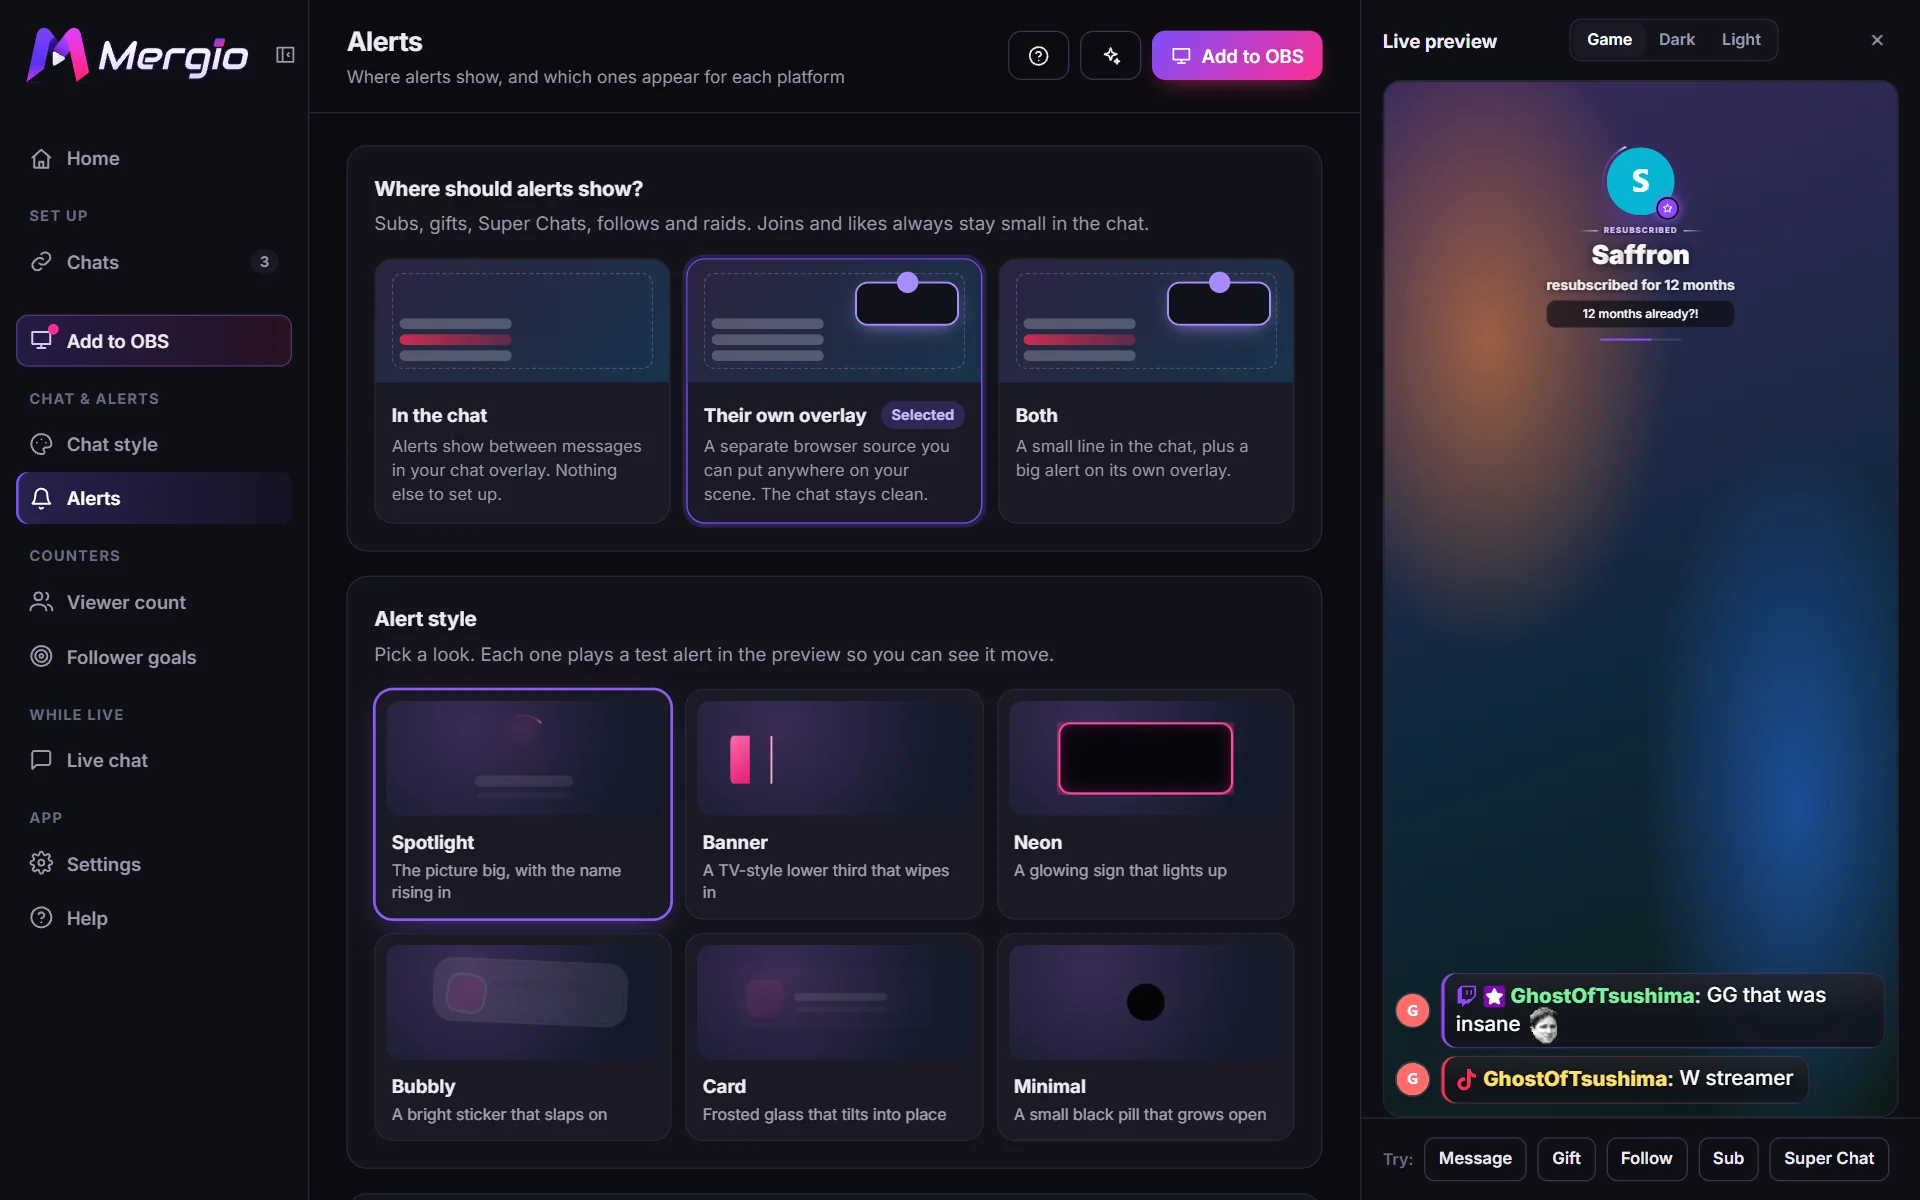 Mergio
Home
SET UP
Chats
3
Add to OBS
CHAT & ALERTS
Chat style
Alerts
COUNTERS
Viewer count
Follower goals
WHILE LIVE
Live chat
APP
Settings
Help
Alerts
Where alerts show, and which ones appear for each platform
Add to OBS
Where should alerts show?
Subs, gifts, Super Chats, follows and raids. Joins and likes always stay small in the chat.
In the chat
Alerts show between messages
in your chat overlay. Nothing
else to set up.
Their own overlay
Selected
A separate browser source you
can put anywhere on your
scene. The chat stays clean.
Both
A small line in the chat, plus a
big alert on its own overlay.
Alert style
Pick a look. Each one plays a test alert in the preview so you can see it move.
Spotlight
The picture big, with the name
rising in
Banner
A TV-style lower third that wipes
in
Neon
A glowing sign that lights up
Bubbly
A bright sticker that slaps on
Card
Frosted glass that tilts into place
Minimal
A small black pill that grows open
Live preview
Game
Dark
Light
S
RESUBSCRIBED
Saffron
resubscribed for 12 months
12 months already?!
G
GhostOfTsushima: GG that was
insane
G
GhostOfTsushima: W streamer
Try:
Message
Gift
Follow
Sub
Super Chat